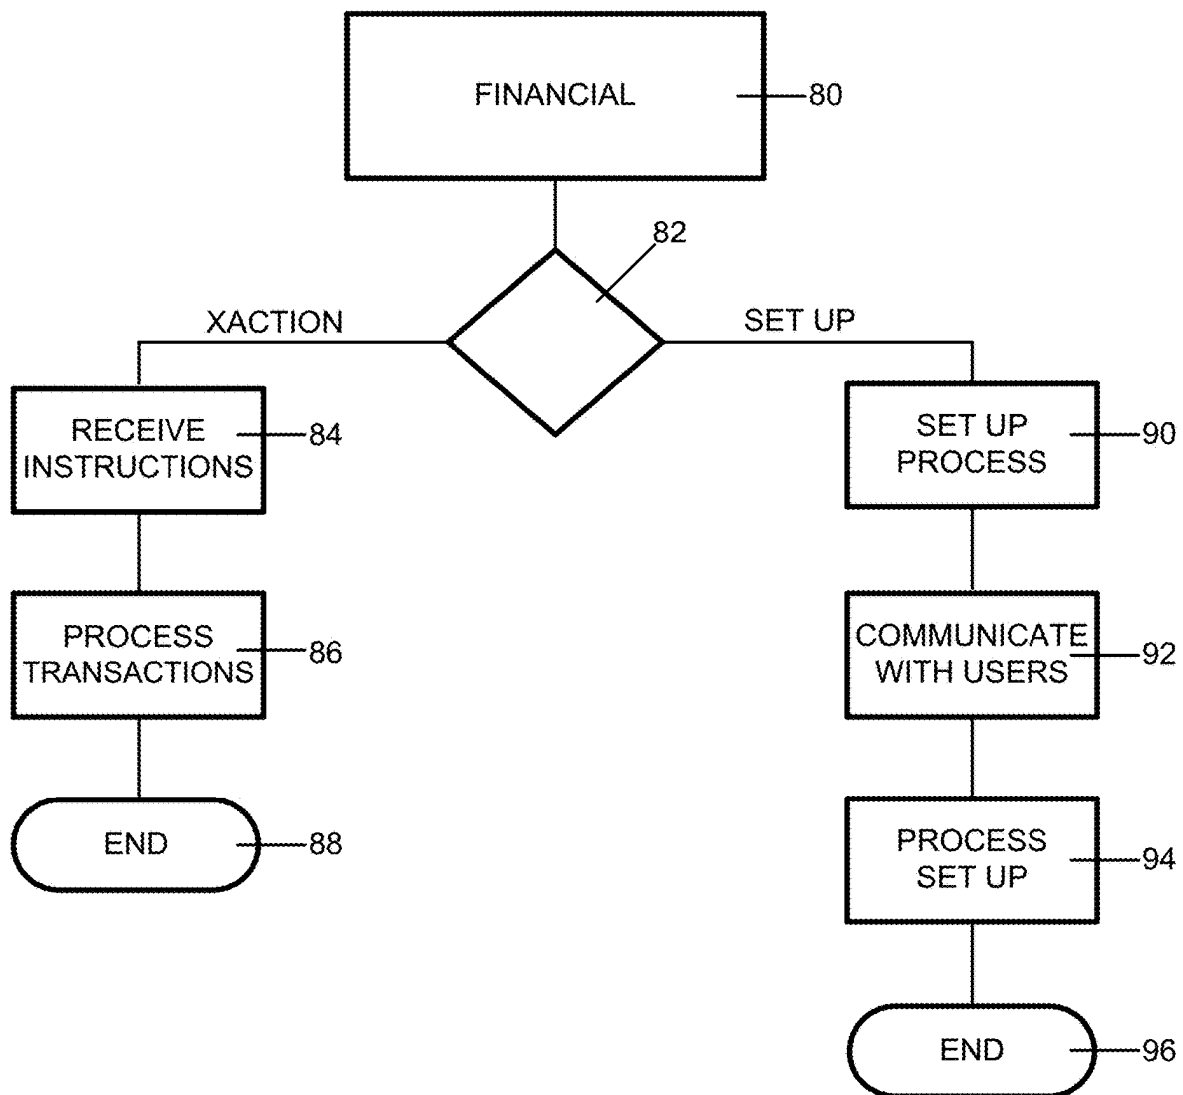 FINANCIAL
80
82
XACTION
SET UP
RECEIVE
INSTRUCTIONS
84
SET UP
PROCESS
90
PROCESS
TRANSACTIONS
86
COMMUNICATE
WITH USERS
92
END
88
PROCESS
SET UP
94
END
96